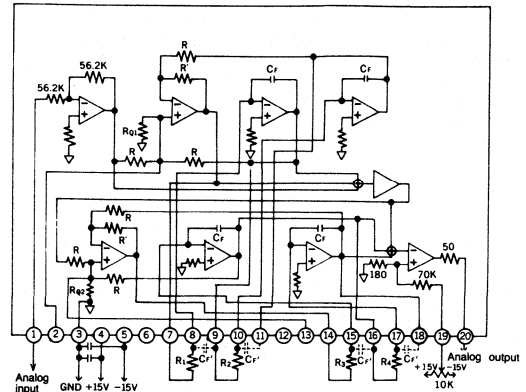 R
R'
56.2K
56.2K
CF
CF
RQ1
R
R
R
R'
R
RQ2
R
CF
CF
50
180
70K
1 2 3 4 5 6 7 8 9 10 11 12 13 14 15 16 17 18 19 20
R1 CF' R2 CF' R3 CF' R4 CF'
+15V -15V
10K
Analog output
Analog input
GND +15V -15V